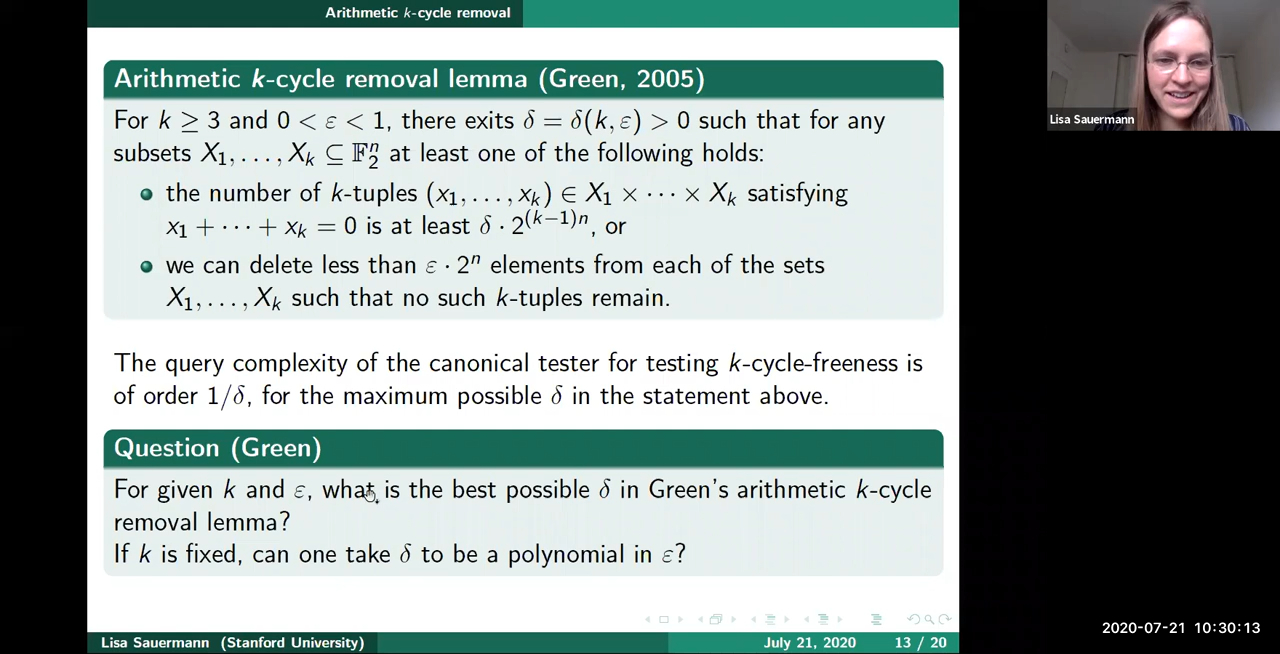 Arithmetic k-cycle removal
Arithmetic k-cycle removal lemma (Green, 2005)
For k ≥ 3 and 0 < ε < 1, there exits δ = δ(k, ε) > 0 such that for any
subsets X₁, . . . , Xₖ ⊆ 𝔽₂ⁿ at least one of the following holds:
the number of k-tuples (x₁, . . . , xₖ) ∈ X₁ × · · · × Xₖ satisfying
x₁ + · · · + xₖ = 0 is at least δ · 2⁽ᵏ⁻¹⁾ⁿ, or
we can delete less than ε · 2ⁿ elements from each of the sets
X₁, . . . , Xₖ such that no such k-tuples remain.
The query complexity of the canonical tester for testing k-cycle-freeness is
of order 1/δ, for the maximum possible δ in the statement above.
Question (Green)
For given k and ε, what is the best possible δ in Green's arithmetic k-cycle
removal lemma?
If k is fixed, can one take δ to be a polynomial in ε?
Lisa Sauermann (Stanford University)
July 21, 2020
13 / 20
Lisa Sauermann
2020-07-21 10:30:13